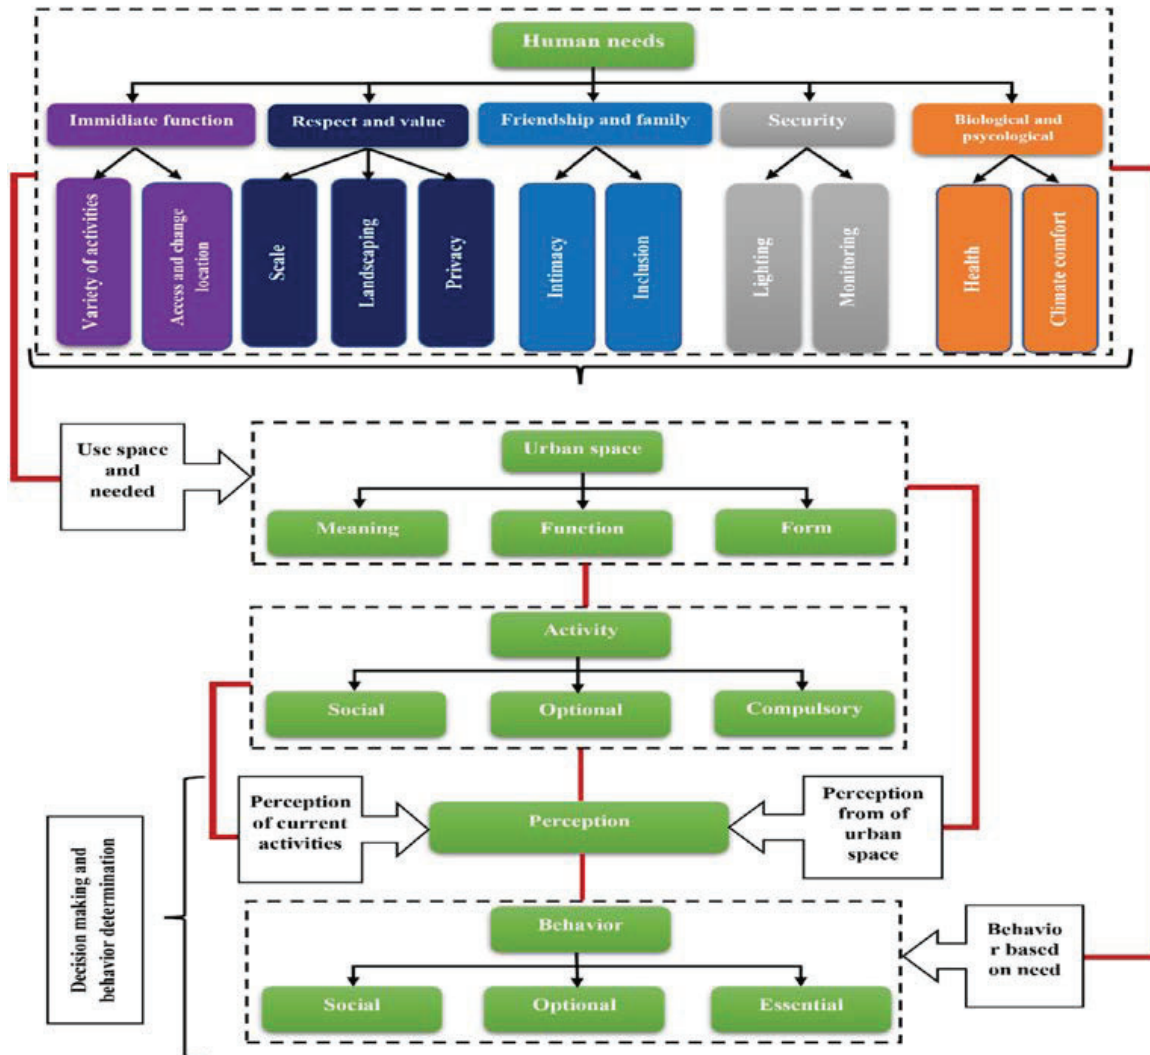 Human needs
Immidiate function
Respect and value
Friendship and family
Security
Biological and
psycological
Variety of activities
Access and change
location
Scale
Landscaping
Privacy
Intimacy
Inclusion
Lighting
Monitoring
Health
Climate comfort
Use space
and
needed
Urban space
Meaning
Function
Form
Activity
Social
Optional
Compulsory
Perception
of current
activities
Perception
Perception
from of
urban
space
Decision making and
behavior determination
Behavior
Social
Optional
Essential
Behavio
r based
on need